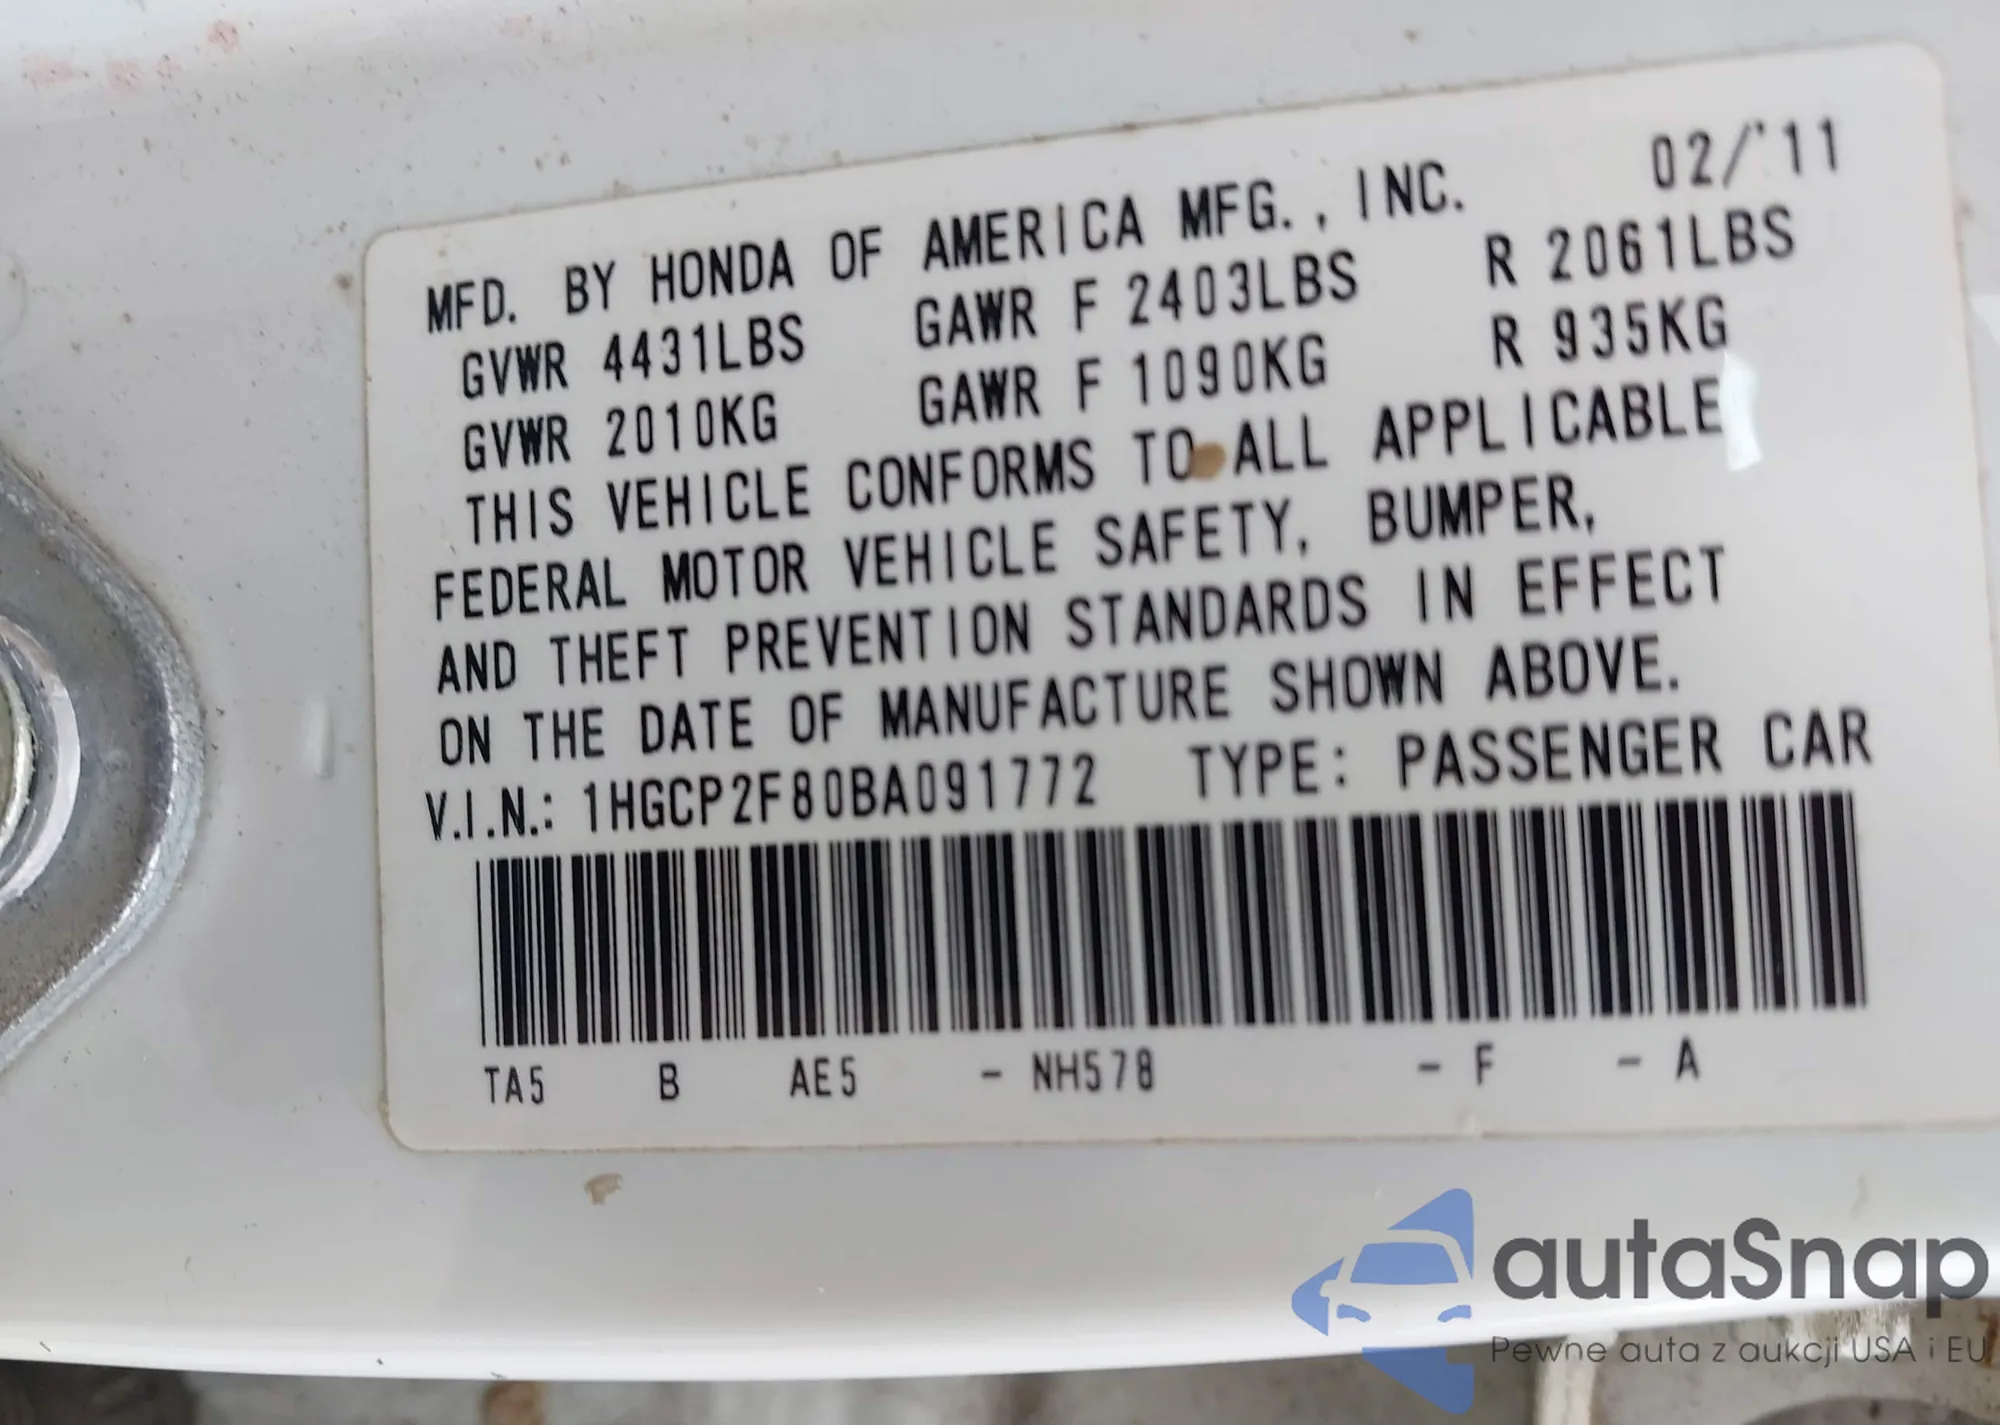 02/'11
MFD. BY HONDA OF AMERICA MFG., INC.
GVWR 4431LBS GAWR F 2403LBS R 2061LBS
GVWR 2010KG GAWR F 1090KG R 935KG
THIS VEHICLE CONFORMS TO ALL APPLICABLE
FEDERAL MOTOR VEHICLE SAFETY, BUMPER,
AND THEFT PREVENTION STANDARDS IN EFFECT
ON THE DATE OF MANUFACTURE SHOWN ABOVE.
V.I.N.: 1HGCP2F80BA091772 TYPE: PASSENGER CAR
TA5 B AE5 - NH578 - F - A
autaSnap
Pewne auta z aukcji USA i EU